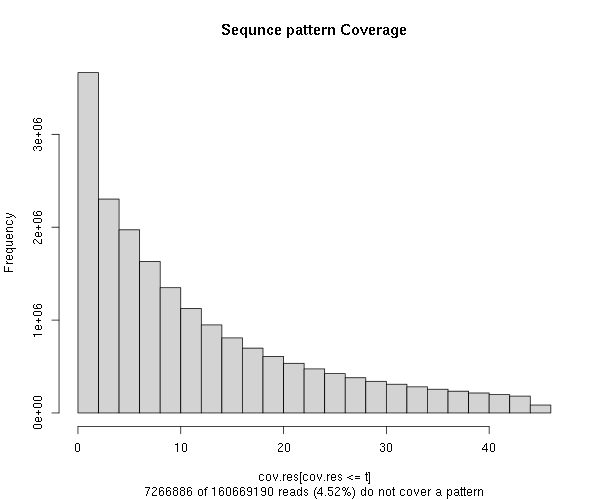 Sequnce pattern Coverage
Frequency
3e+06
2e+06
1e+06
0e+00
0 10 20 30 40
cov.res[cov.res <= t]
7266886 of 160669190 reads (4.52%) do not cover a pattern